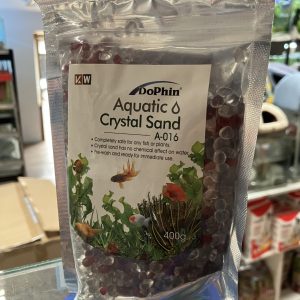 KW
DoPhin
Aquatic
Crystal Sand
A-016
• Completely safe for any fish or plants
• Crystal sand has no chemical effect on water
• Pre-wash and ready for immediate use
400g